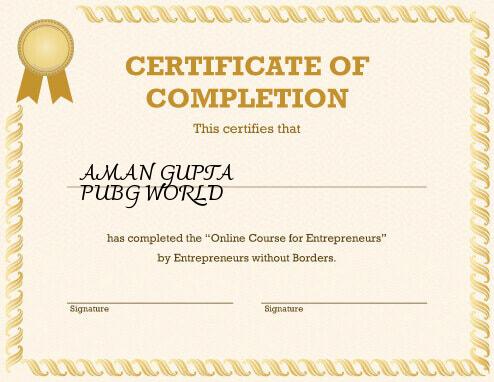 CERTIFICATE OF
COMPLETION
This certifies that
AMAN GUPTA
PUBG WORLD
has completed the “Online Course for Entrepreneurs”
by Entrepreneurs without Borders.
Signature
Signature